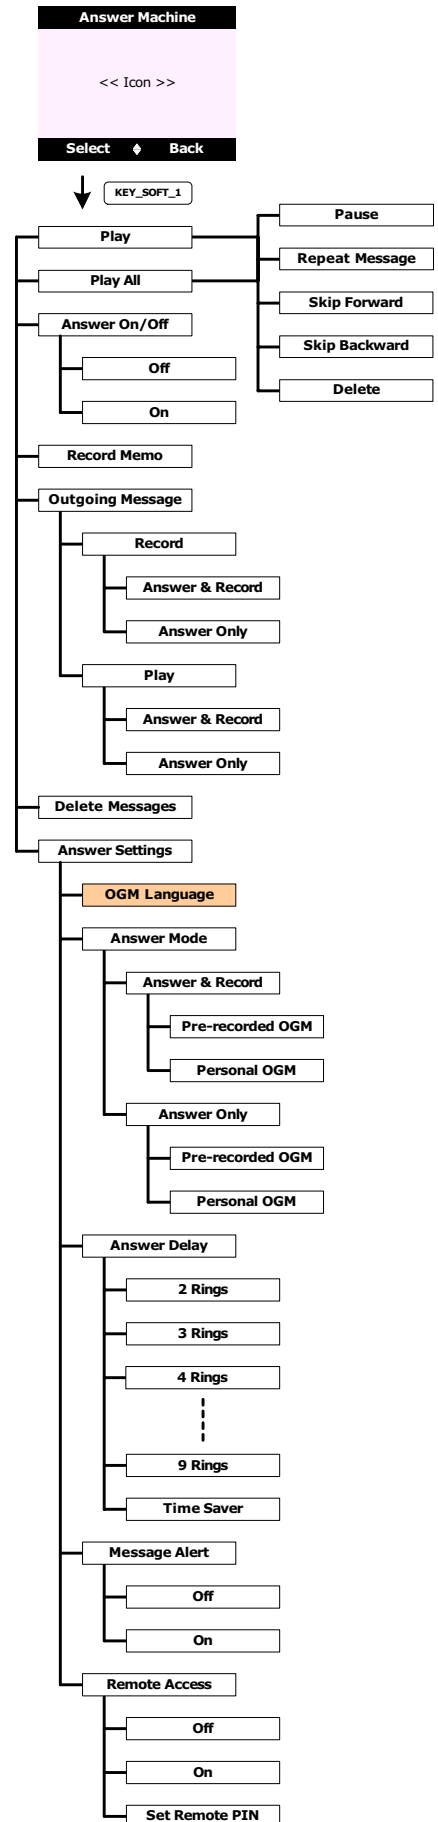 Answer Machine
<< Icon >>
Select Back
KEY_SOFT_1
Play
Play All
Answer On/Off
Off
On
Record Memo
Outgoing Message
Record
Answer & Record
Answer Only
Play
Answer & Record
Answer Only
Delete Messages
Answer Settings
OGM Language
Answer Mode
Answer & Record
Pre-recorded OGM
Personal OGM
Answer Only
Pre-recorded OGM
Personal OGM
Answer Delay
2 Rings
3 Rings
4 Rings
9 Rings
Time Saver
Message Alert
Off
On
Remote Access
Off
On
Set Remote PIN
Pause
Repeat Message
Skip Forward
Skip Backward
Delete